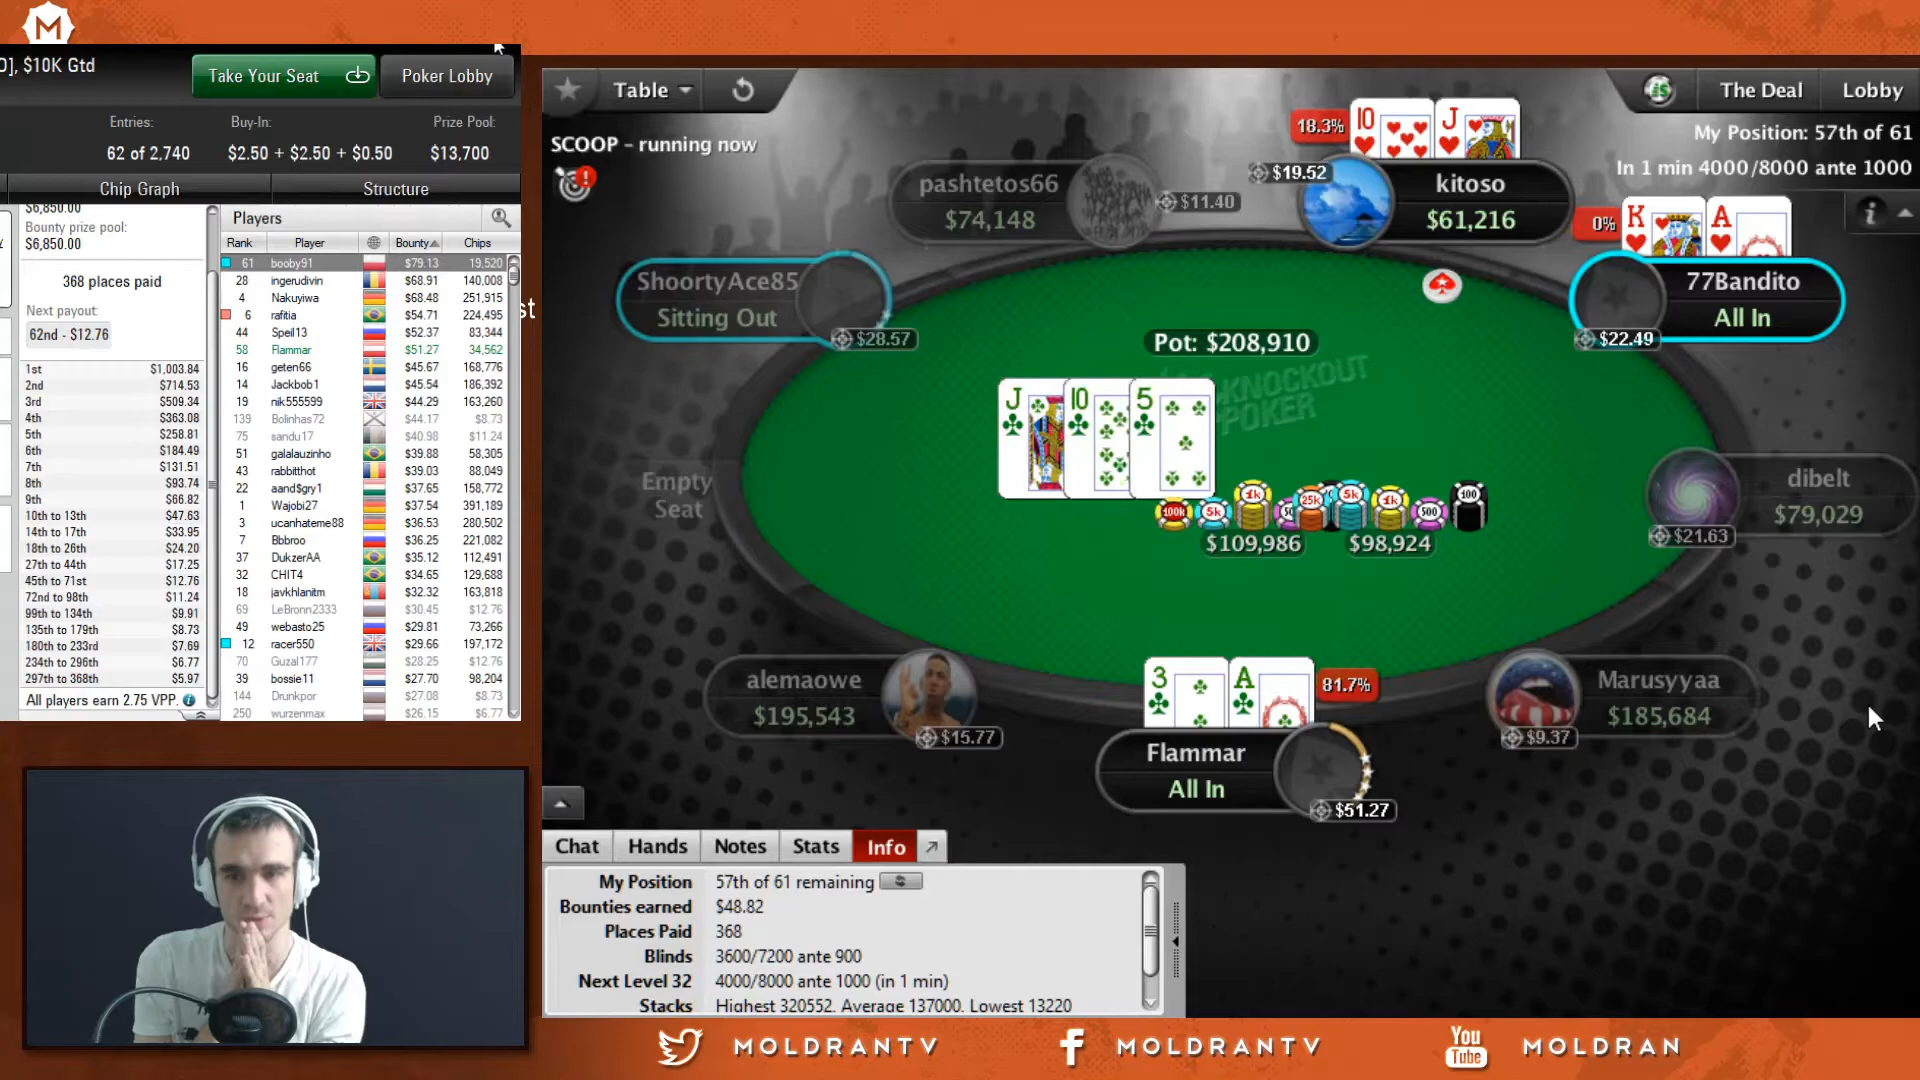 M
O], $10K Gtd
Take Your Seat
Poker Lobby
Entries:
Buy-In:
Prize Pool:
62 of 2,740
$2.50 + $2.50 + $0.50
$13,700
Chip Graph
Structure
$6,850.00
Bounty prize pool:
$6,850.00
368 places paid
Next payout:
62nd - $12.76
1st $1,003.84
2nd $714.53
3rd $509.34
4th $363.08
5th $258.81
6th $184.49
7th $131.51
8th $93.74
9th $66.82
10th to 13th $47.63
14th to 17th $33.95
18th to 26th $24.20
27th to 44th $17.25
45th to 71st $12.76
72nd to 98th $11.24
99th to 134th $9.91
135th to 179th $8.73
180th to 233rd $7.69
234th to 296th $6.77
297th to 368th $5.97
All players earn 2.75 VPP.
Players
Rank Player Bounty Chips
61 booby91 $79.13 19,520
28 ingerudivin $68.91 140,008
4 Nakuyiwa $68.48 251,915
6 rafitia $54.71 224,495
44 Speil13 $52.37 83,344
58 Flammar $51.27 34,562
16 geten66 $45.67 168,776
14 Jackbob1 $45.54 186,392
19 nik555599 $44.29 163,260
139 Bolinhas72 $44.17 $8.73
75 sandu17 $40.98 $11.24
51 galalauzinho $39.88 58,305
43 rabbitthot $39.03 88,049
22 aand$gry1 $37.65 158,772
1 Wajobi27 $37.54 391,189
3 ucanhateme88 $36.53 280,502
7 Bbbroo $36.25 221,082
37 DukzerAA $35.12 112,491
32 CHIT4 $34.65 129,688
18 javkhlanitm $32.32 163,818
69 LeBronn2333 $30.45 $12.76
49 webasto25 $29.81 73,266
12 racer550 $29.66 197,172
70 Guzal177 $28.25 $12.76
39 bossie11 $27.70 98,204
144 Drunkpor $27.08 $8.73
250 wurzenmax $26.15 $6.77
st
Table
The Deal
Lobby
SCOOP - running now
My Position: 57th of 61
In 1 min 4000/8000 ante 1000
18.3%
10
J
pashtetos66
$74,148
$11.40
$19.52
kitoso
$61,216
0%
K
A
ShoortyAce85
Sitting Out
$28.57
77Bandito
All In
$22.49
Pot: $208,910
KNOCKOUT
POKER
J
10
5
Empty
Seat
100k
5k
1k
25k
5k
1k
500
100
$109,986
$98,924
dibelt
$79,029
$21.63
alemaowe
$195,543
$15.77
3
A
81.7%
Flammar
All In
$51.27
Marusyyaa
$185,684
$9.37
Chat
Hands
Notes
Stats
Info
My Position 57th of 61 remaining
Bounties earned $48.82
Places Paid 368
Blinds 3600/7200 ante 900
Next Level 32 4000/8000 ante 1000 (in 1 min)
Stacks Highest 320552, Average 137000, Lowest 13220
MOLDRANTV
f MOLDRANTV
You
Tube
MOLDRAN